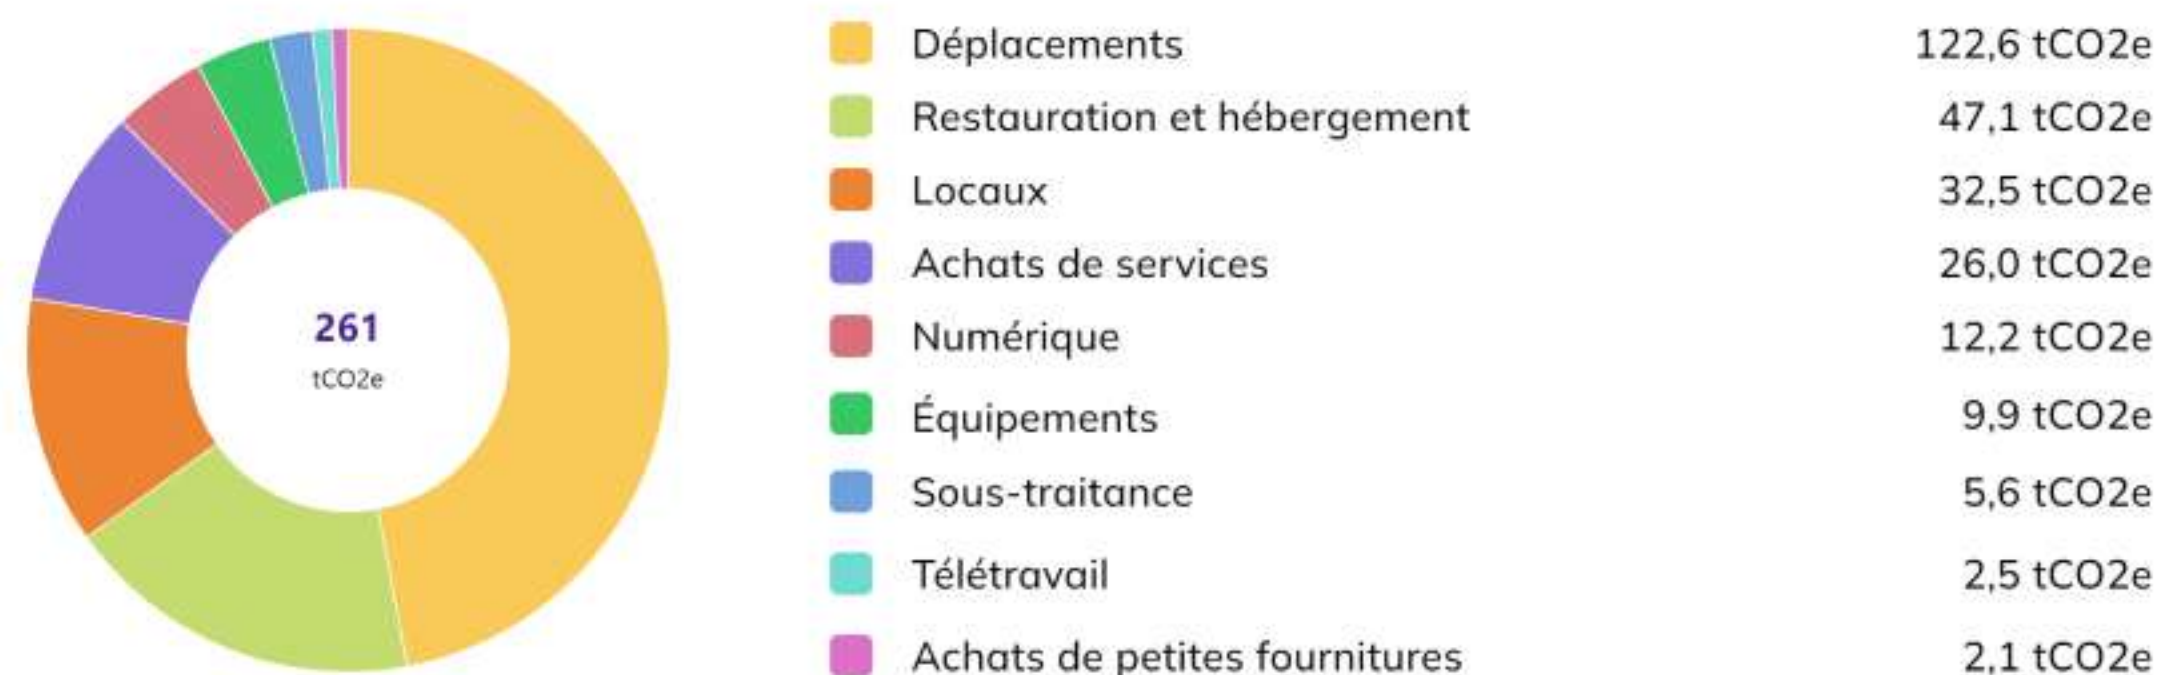 261
tCO2e
Déplacements 122,6 tCO2e
Restauration et hébergement 47,1 tCO2e
Locaux 32,5 tCO2e
Achats de services 26,0 tCO2e
Numérique 12,2 tCO2e
Équipements 9,9 tCO2e
Sous-traitance 5,6 tCO2e
Télétravail 2,5 tCO2e
Achats de petites fournitures 2,1 tCO2e